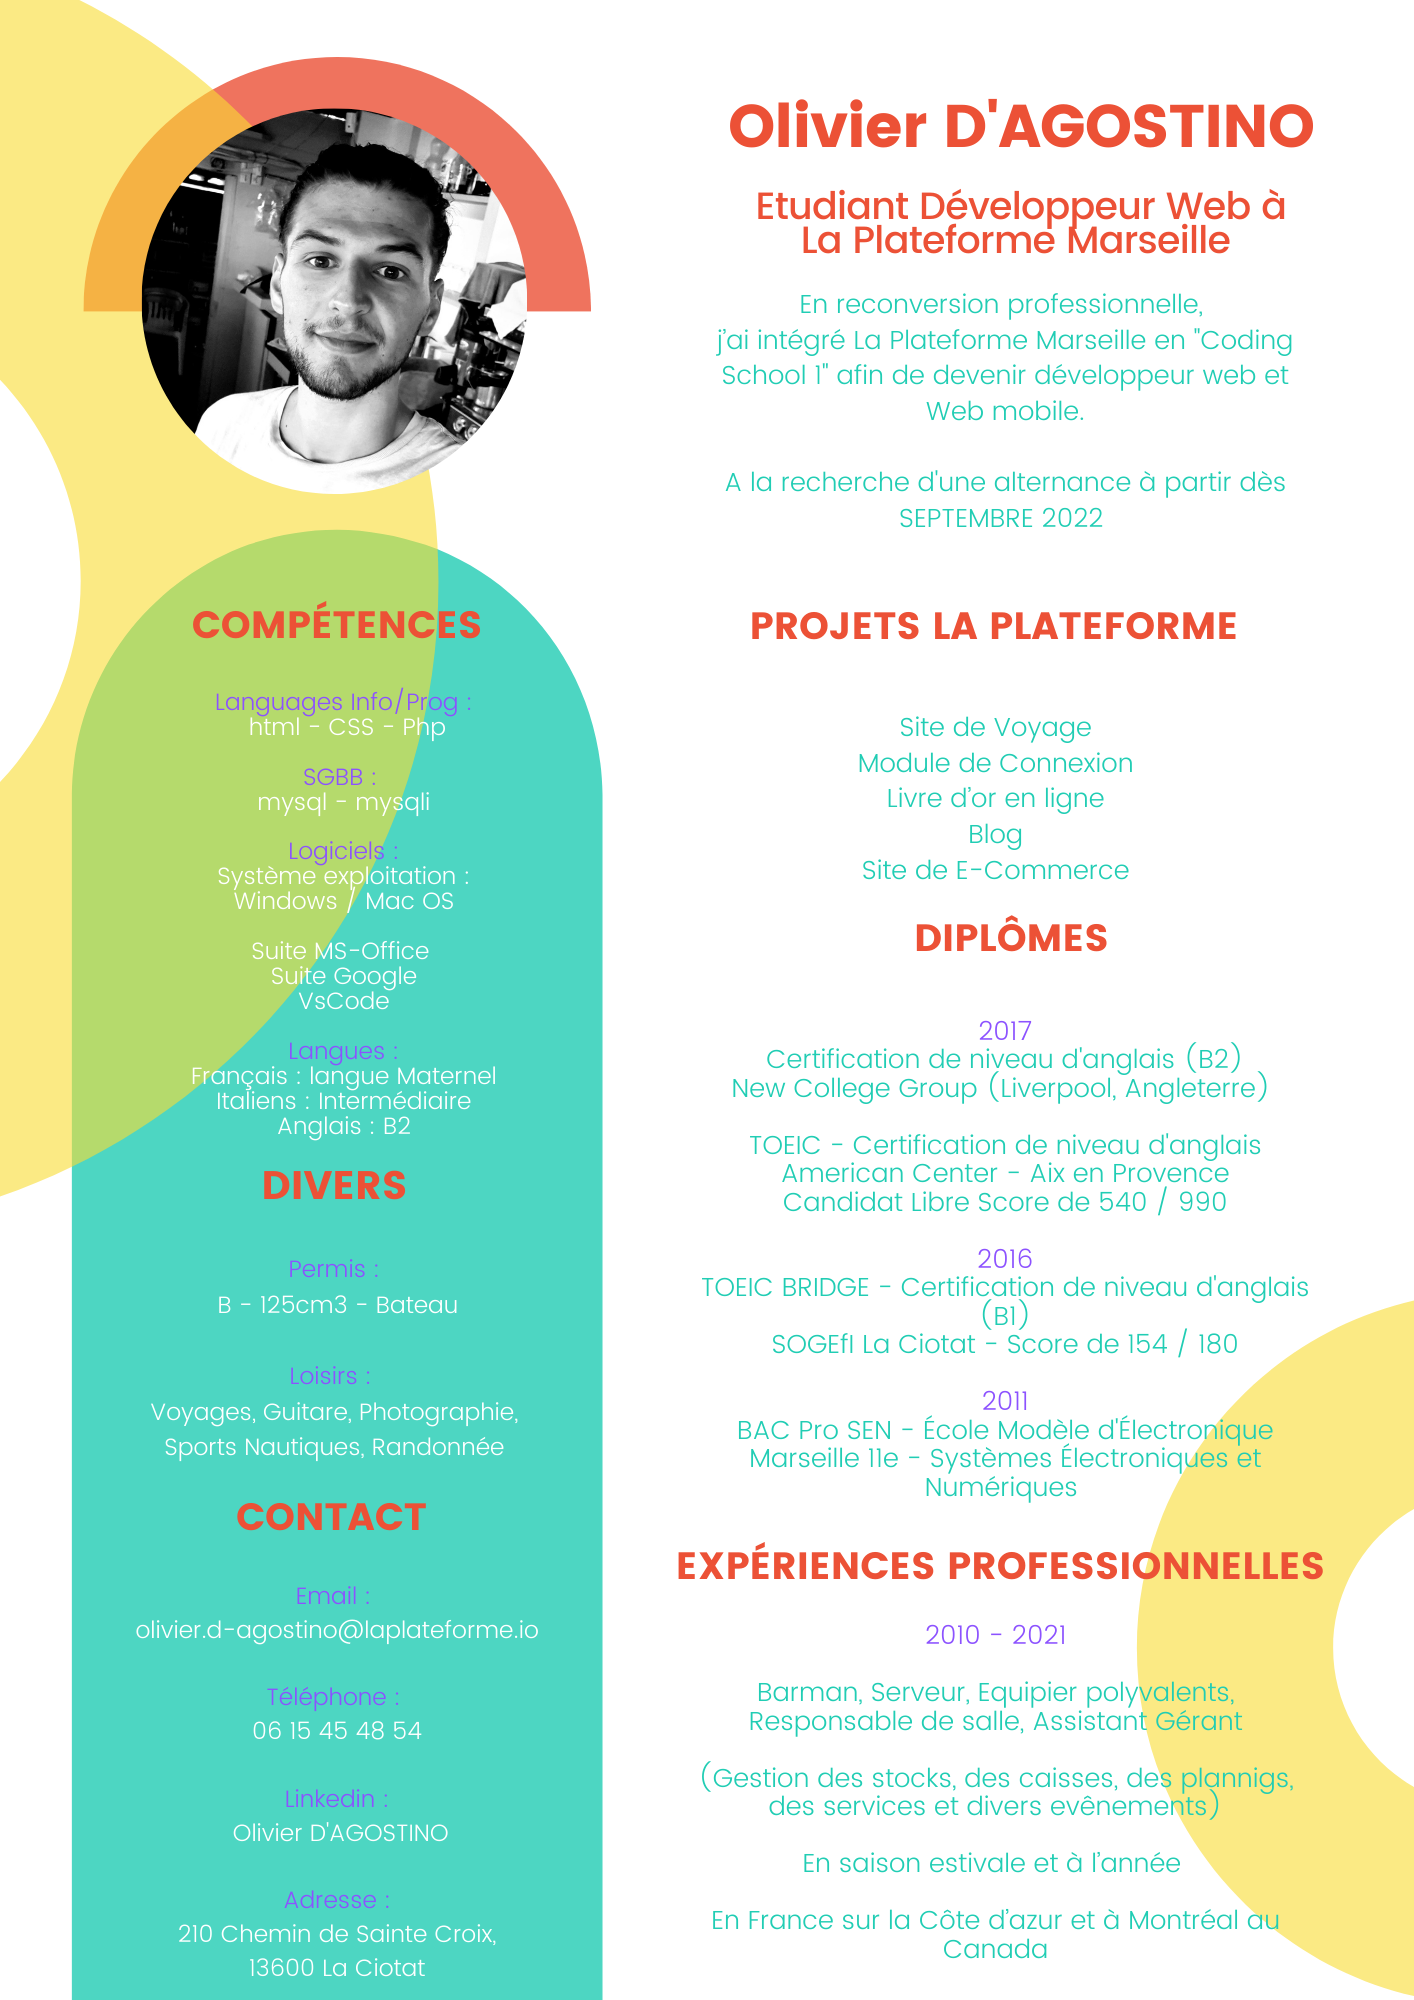 Olivier D'AGOSTINO
Etudiant Développeur Web à
La Plateforme Marseille
En reconversion professionnelle,
j'ai intégré La Plateforme Marseille en "Coding
School 1" afin de devenir développeur web et
Web mobile.
A la recherche d'une alternance à partir dès
SEPTEMBRE 2022
COMPÉTENCES
Languages Info/Prog :
html - CSS - Php
SGBB :
mysql - mysqli
Logiciels :
Système exploitation :
Windows / Mac OS
Suite MS-Office
Suite Google
VsCode
Langues :
Français : langue Maternel
Italiens : Intermédiaire
Anglais : B2
DIVERS
Permis :
B - 125cm3 - Bateau
Loisirs :
Voyages, Guitare, Photographie,
Sports Nautiques, Randonnée
CONTACT
Email :
olivier.d-agostino@laplateforme.io
Téléphone :
06 15 45 48 54
Linkedin :
Olivier D'AGOSTINO
Adresse :
210 Chemin de Sainte Croix,
13600 La Ciotat
PROJETS LA PLATEFORME
Site de Voyage
Module de Connexion
Livre d'or en ligne
Blog
Site de E-Commerce
DIPLÔMES
2017
Certification de niveau d'anglais (B2)
New College Group (Liverpool, Angleterre)
TOEIC - Certification de niveau d'anglais
American Center - Aix en Provence
Candidat Libre Score de 540 / 990
2016
TOEIC BRIDGE - Certification de niveau d'anglais
(B1)
SOGEfI La Ciotat - Score de 154 / 180
2011
BAC Pro SEN - École Modèle d'Électronique
Marseille 11e - Systèmes Électroniques et
Numériques
EXPÉRIENCES PROFESSIONNELLES
2010 - 2021
Barman, Serveur, Equipier polyvalents,
Responsable de salle, Assistant Gérant
(Gestion des stocks, des caisses, des plannigs,
des services et divers evênements)
En saison estivale et à l'année
En France sur la Côte d'azur et à Montréal au
Canada